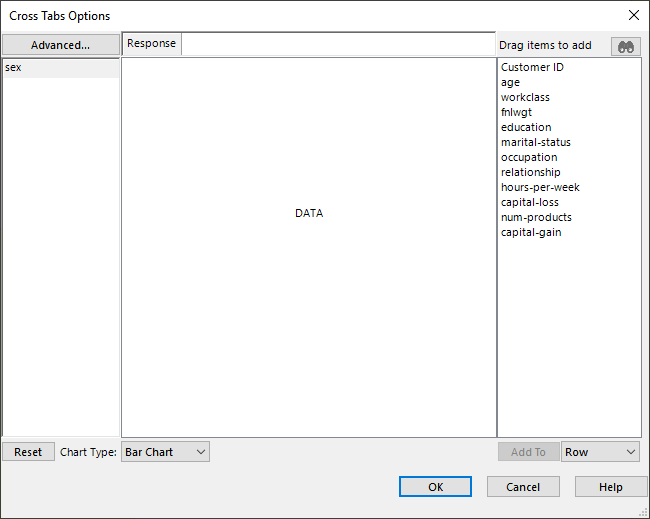 Cross Tabs Options
Advanced...
Response
Drag items to add
sex
DATA
Customer ID
age
workclass
fnlwgt
education
marital-status
occupation
relationship
hours-per-week
capital-loss
num-products
capital-gain
Reset
Chart Type:
Bar Chart
Add To
Row
OK
Cancel
Help